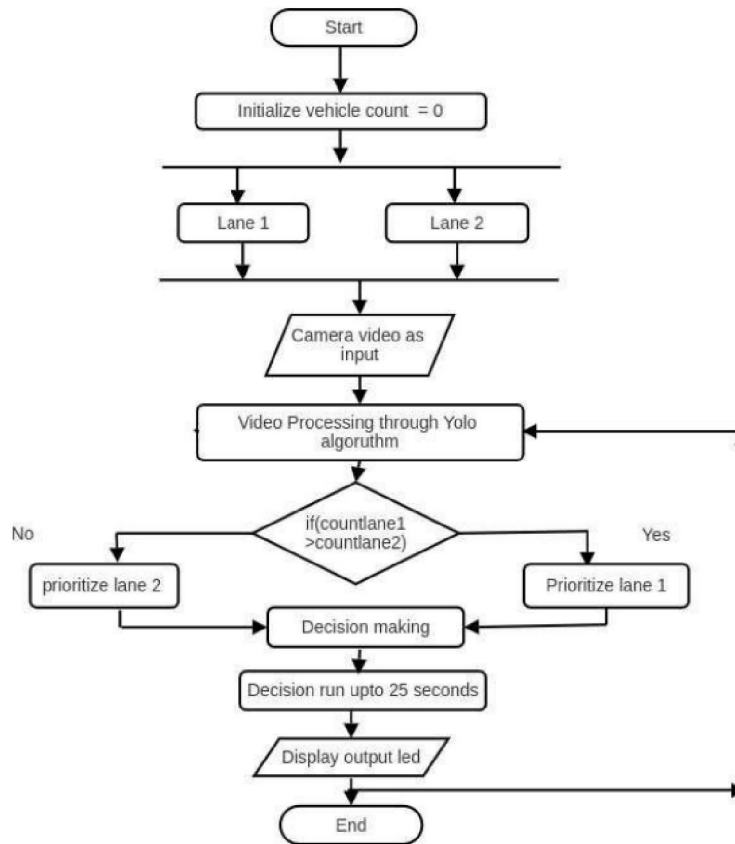 Start
Initialize vehicle count = 0
Lane 1
Lane 2
Camera video as
input
Video Processing through Yolo
algoruthm
if(countlane1
>countlane2)
No
Yes
prioritize lane 2
Prioritize lane 1
Decision making
Decision run upto 25 seconds
Display output led
End